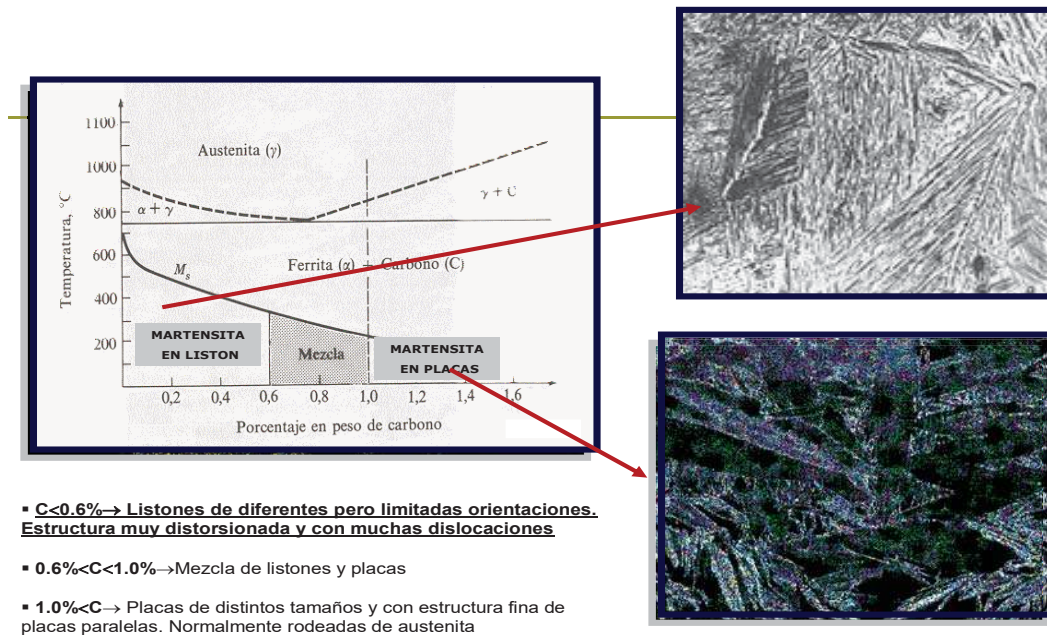 1100
Austenita (γ)
1000
γ + C
α + γ
800
Temperatura, °C
600
Ms
Ferrita (α) + Carbono (C)
400
MARTENSITA
EN LISTON
200
Mezcla
MARTENSITA
EN PLACAS
0,2 0,4 0,6 0,8 1,0 1,2 1,4 1,6
Porcentaje en peso de carbono
▪ C<0.6%→ Listones de diferentes pero limitadas orientaciones.
Estructura muy distorsionada y con muchas dislocaciones
▪ 0.6%<C<1.0%→Mezcla de listones y placas
▪ 1.0%<C→ Placas de distintos tamaños y con estructura fina de
placas paralelas. Normalmente rodeadas de austenita